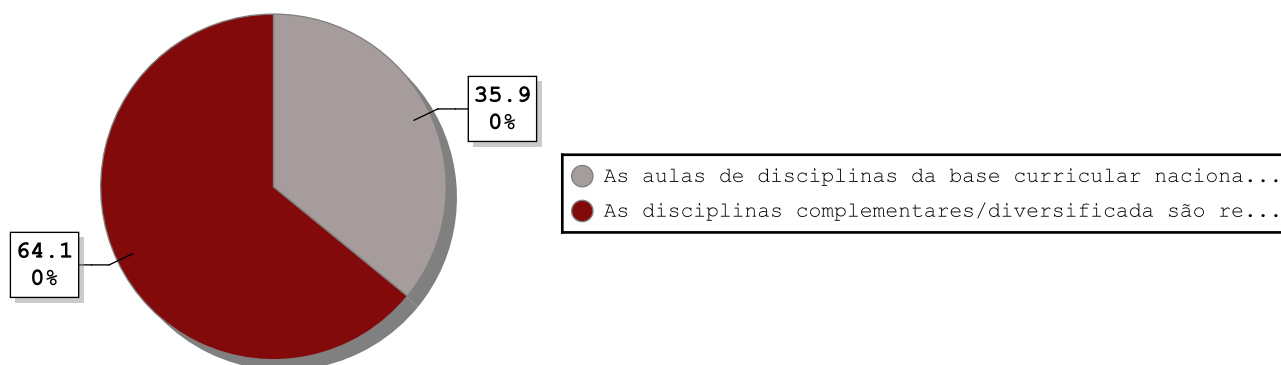 35.9
0%
As aulas de disciplinas da base curricular naciona...
As disciplinas complementares/diversificada são re...
64.1
0%